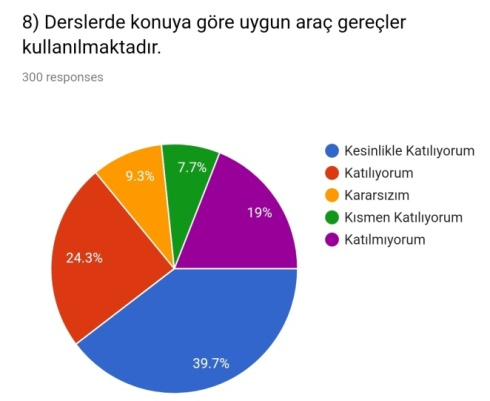 8) Derslerde konuya göre uygun araç gereçler
kullanılmaktadır.
300 responses
Kesinlikle Katılıyorum
Katılıyorum
Kararsızım
Kısmen Katılıyorum
Katılmıyorum
9.3%
7.7%
19%
24.3%
39.7%